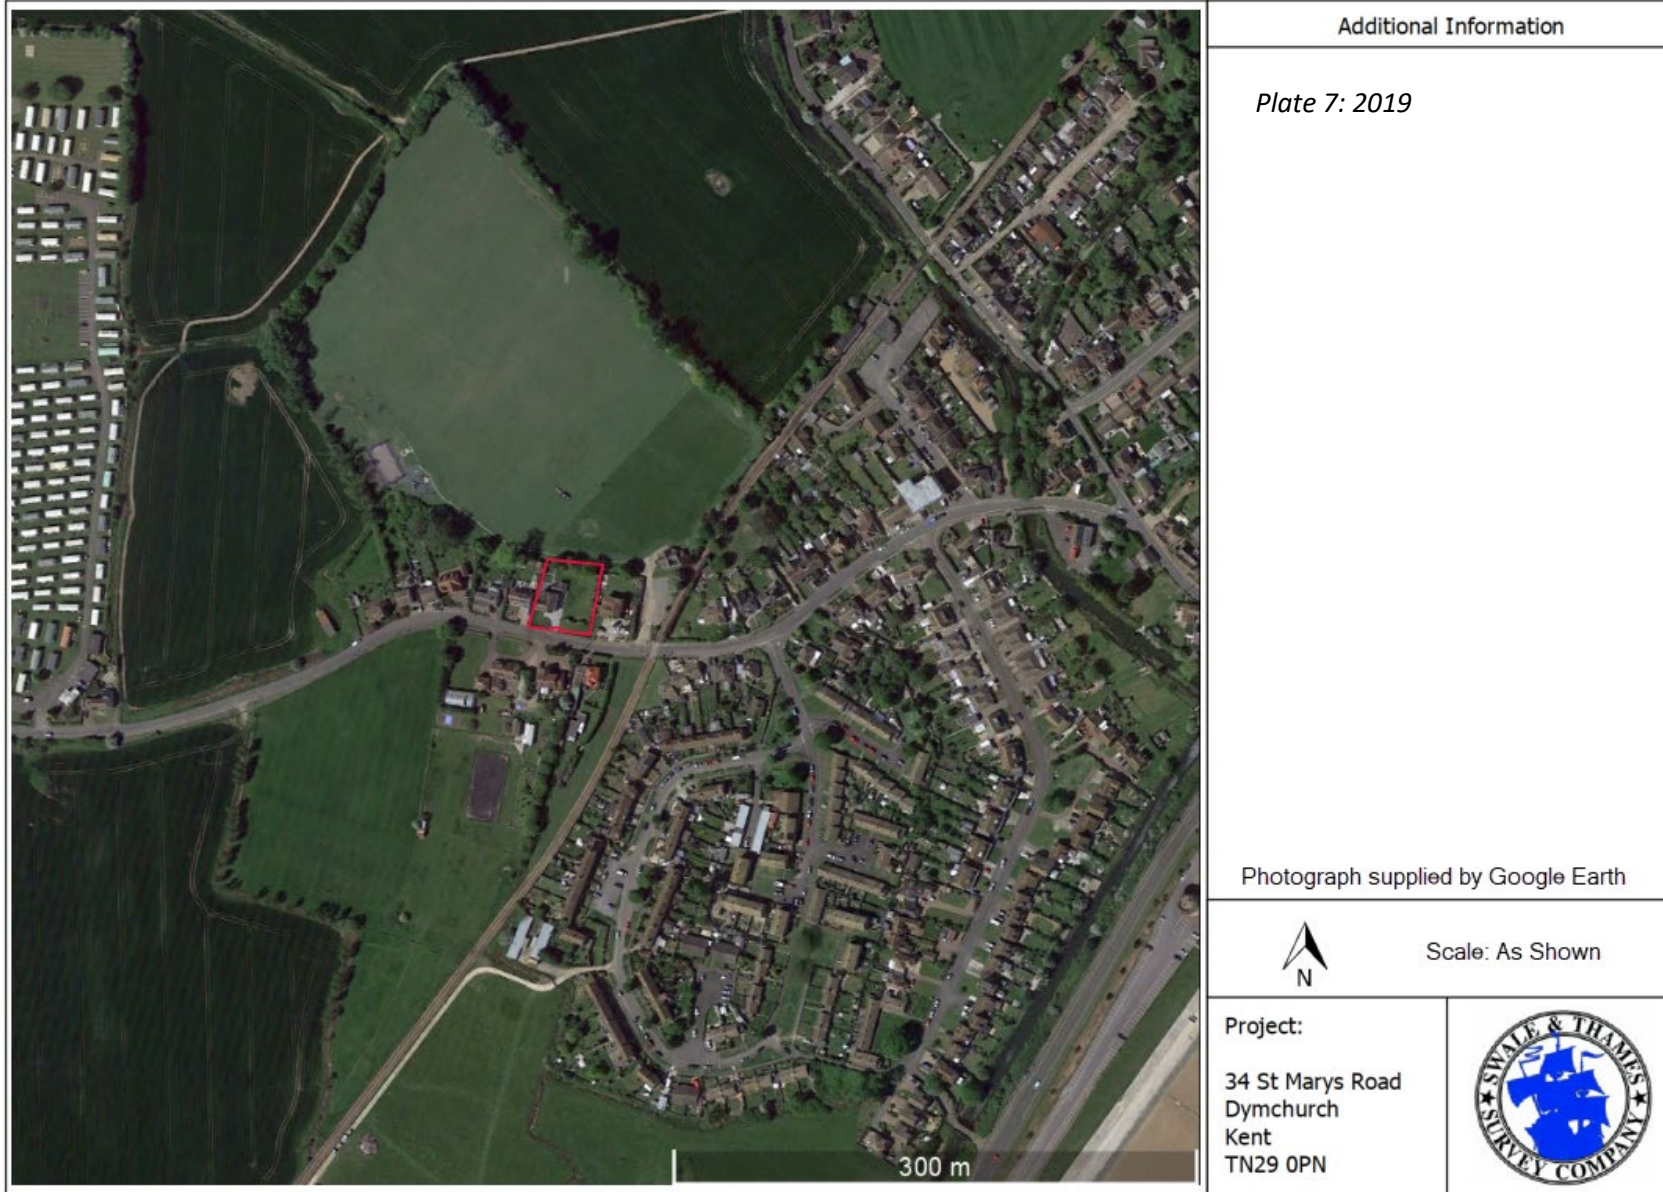 Additional Information
Plate 7: 2019
Photograph supplied by Google Earth
N
Scale: As Shown
300 m
Project:
34 St Marys Road
Dymchurch
Kent
TN29 0PN
SWALE & THAMES
SURVEY COMPANY